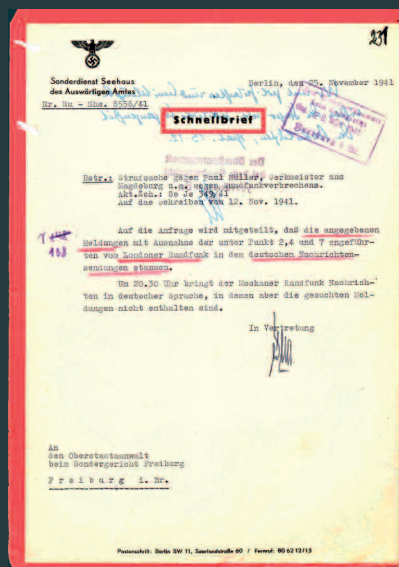 231
Sonderdienst Seehaus
des Auswärtigen Amtes
Nr. Ru - Nhs. 5556/41
Berlin, den 25. November 1941
Schnellbrief
Betr.: Strafsache gegen Paul Müller, Werkmeister aus
Magdeburg u.a. wegen Rundfunkverbrechens.
Akt.Zch.: So Js 349/41
Auf das Schreiben vom 12. Nov. 1941.
Auf die Anfrage wird mitgeteilt, daß die angegebenen
Meldungen mit Ausnahme der unter Punkt 2,4 und 7 angeführ-
ten vom Londoner Rundfunk in den deutschen Nachrichten-
sendungen stammen.
Um 20.30 Uhr bringt der Moskauer Rundfunk Nachrich-
ten in deutscher Sprache, in denen aber die gesuchten Mel-
dungen nicht enthalten sind.
In Vertretung
An
den Oberstaatsanwalt
beim Sondergericht Freiburg
Freiburg i. Br.
Postanschrift: Berlin SW 11, Saarlandstraße 60 / Fernruf: 80 62 12/13